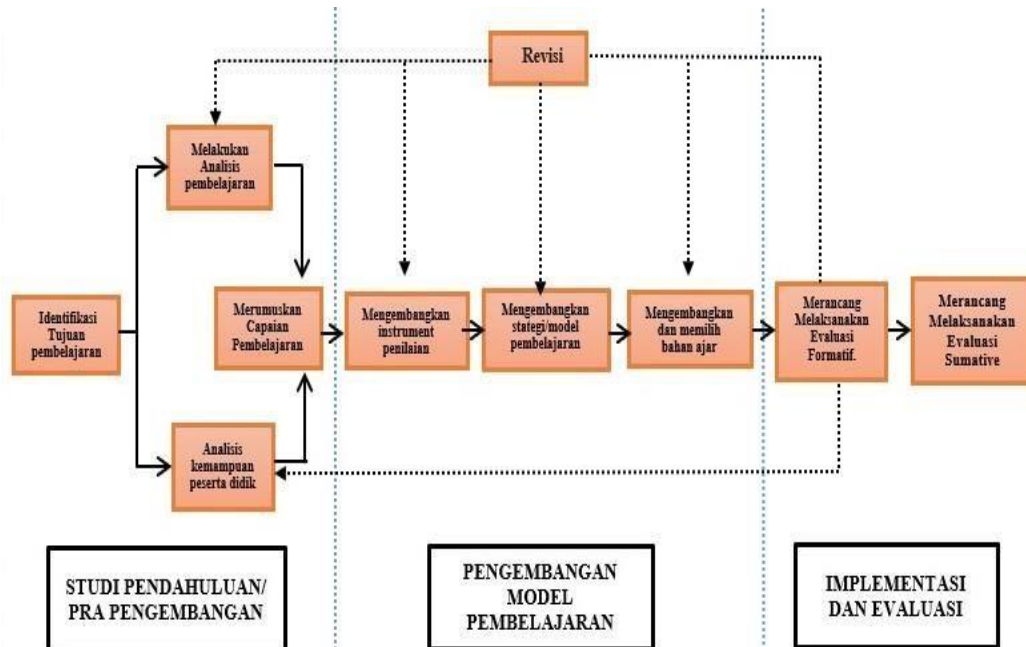 Revisi
Melakukan
Analisis
pembelajaran
Identifikasi
Tujuan
pembelajaran
Merumuskan
Capaian
Pembelajaran
Mengembangkan
instrument
penilaian
Mengembangkan
stategi/model
pembelajaran
Mengembangkan
dan memilih
bahan ajar
Merancang
Melaksanakan
Evaluasi
Formatif.
Merancang
Melaksanakan
Evaluasi
Sumative
Analisis
kemampuan
peserta didik
STUDI PENDAHULUAN/
PRA PENGEMBANGAN
PENGEMBANGAN
MODEL
PEMBELAJARAN
IMPLEMENTASI
DAN EVALUASI